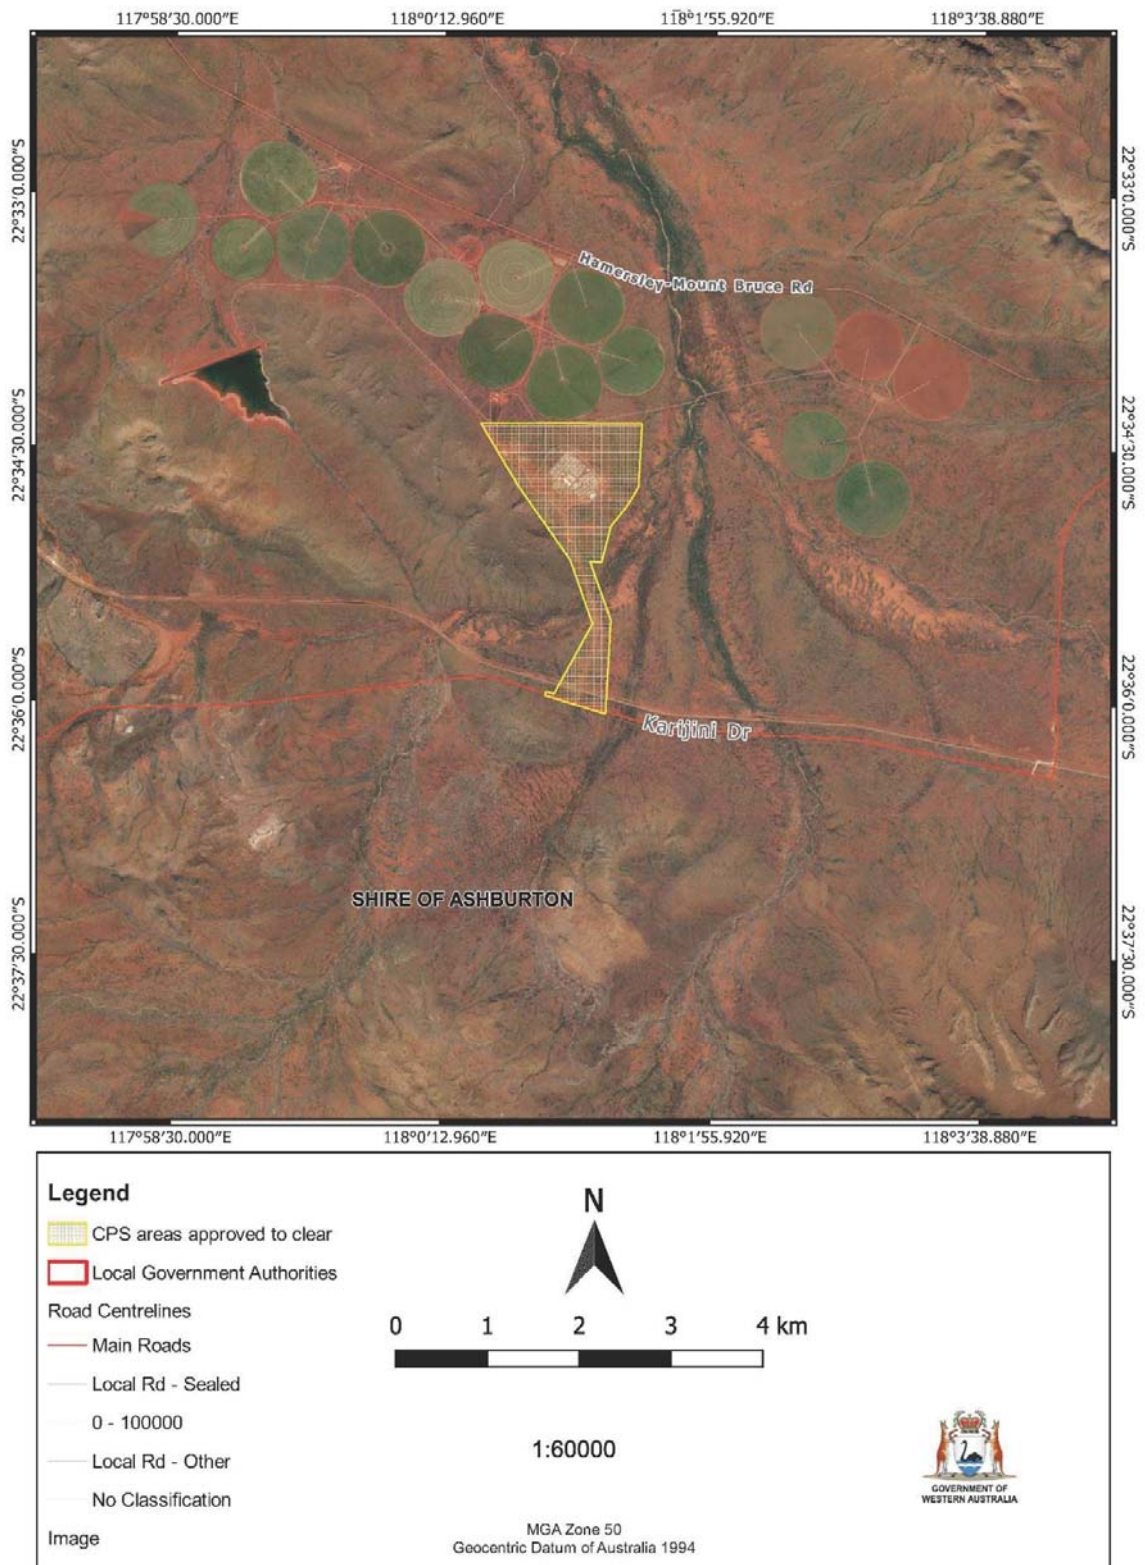 117°58'30.000"E 118°0'12.960"E 118°1'55.920"E 118°3'38.880"E
22°33'0.000"S
22°34'30.000"S
22°36'0.000"S
22°37'30.000"S
22°33'0.000"S
22°34'30.000"S
22°36'0.000"S
22°37'30.000"S
Hamersley-Mount Bruce Rd
Karijini Dr
SHIRE OF ASHBURTON
117°58'30.000"E 118°0'12.960"E 118°1'55.920"E 118°3'38.880"E
Legend
CPS areas approved to clear
Local Government Authorities
Road Centrelines
Main Roads
Local Rd - Sealed
0 - 100000
Local Rd - Other
No Classification
Image
N
0 1 2 3 4 km
1:60000
MGA Zone 50
Geocentric Datum of Australia 1994
GOVERNMENT OF
WESTERN AUSTRALIA